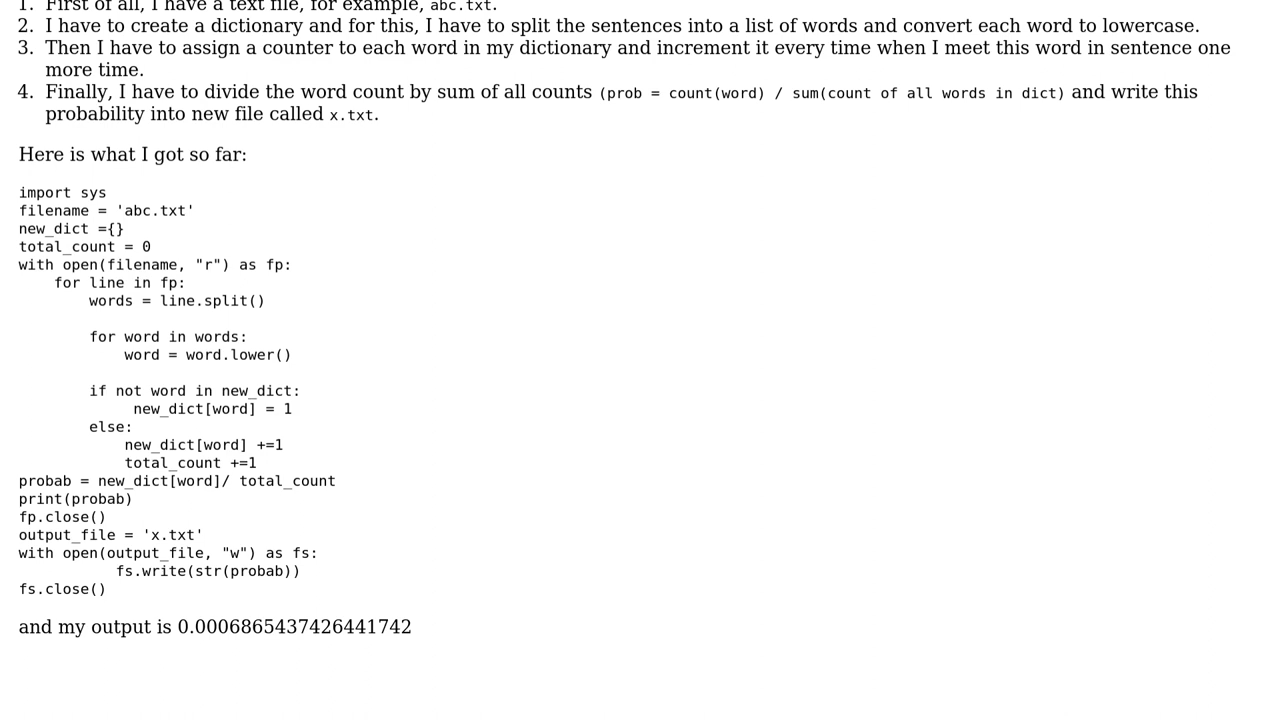 1. First of all, I have a text file, for example, abc.txt.
2. I have to create a dictionary and for this, I have to split the sentences into a list of words and convert each word to lowercase.
3. Then I have to assign a counter to each word in my dictionary and increment it every time when I meet this word in sentence one
more time.
4. Finally, I have to divide the word count by sum of all counts (prob = count(word) / sum(count of all words in dict) and write this
probability into new file called x.txt.
Here is what I got so far:
import sys
filename = 'abc.txt'
new_dict ={}
total_count = 0
with open(filename, "r") as fp:
    for line in fp:
        words = line.split()
        for word in words:
            word = word.lower()
        if not word in new_dict:
             new_dict[word] = 1
        else:
            new_dict[word] +=1
            total_count +=1
probab = new_dict[word]/ total_count
print(probab)
fp.close()
output_file = 'x.txt'
with open(output_file, "w") as fs:
           fs.write(str(probab))
fs.close()
and my output is 0.0006865437426441742